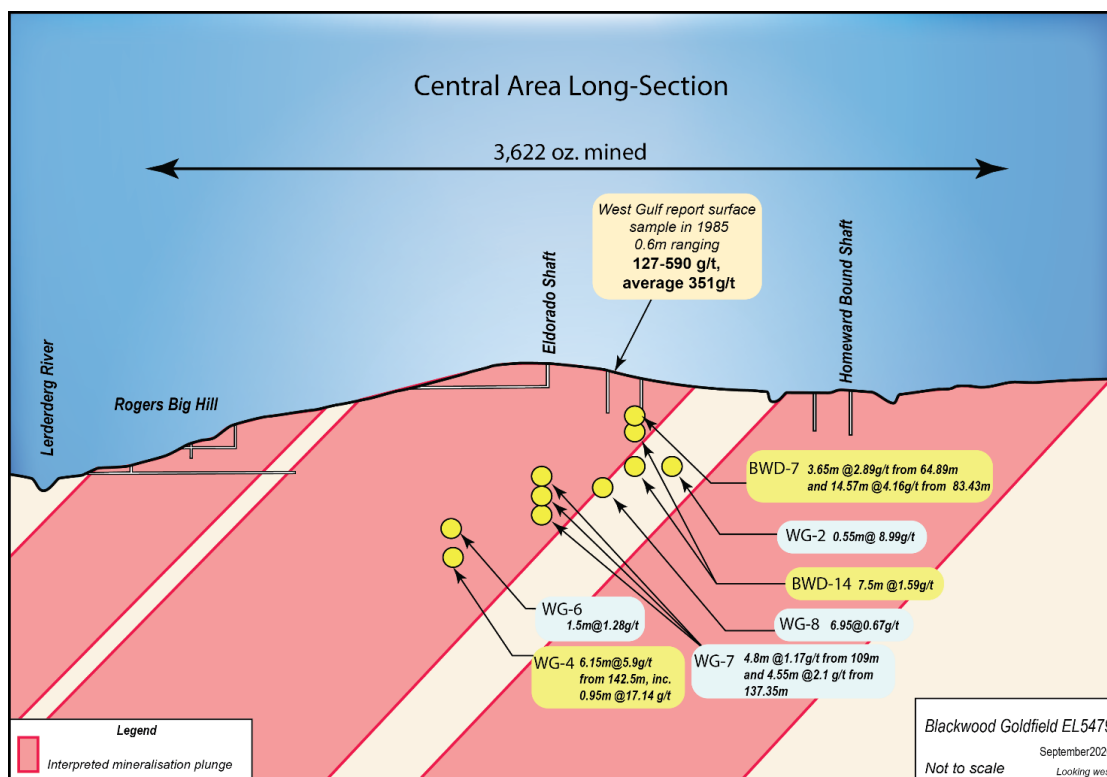 Central Area Long-Section
3,622 oz. mined
West Gulf report surface
sample in 1985
0.6m ranging
127-590 g/t,
average 351g/t
Lerderderg River
Rogers Big Hill
Eldorado Shaft
Homeward Bound Shaft
BWD-7 3.65m @2.89g/t from 64.89m
and 14.57m @4.16g/t from 83.43m
WG-2 0.55m@ 8.99g/t
BWD-14 7.5m @1.59g/t
WG-8 6.95@0.67g/t
WG-6
1.5m@1.28g/t
WG-4 6.15m@5.9g/t
from 142.5m, inc.
0.95m @17.14 g/t
WG-7 4.8m @1.17g/t from 109m
and 4.55m @2.1 g/t from
137.35m
Legend
Interpreted mineralisation plunge
Blackwood Goldfield EL5479
September202
Not to scale
Looking wes